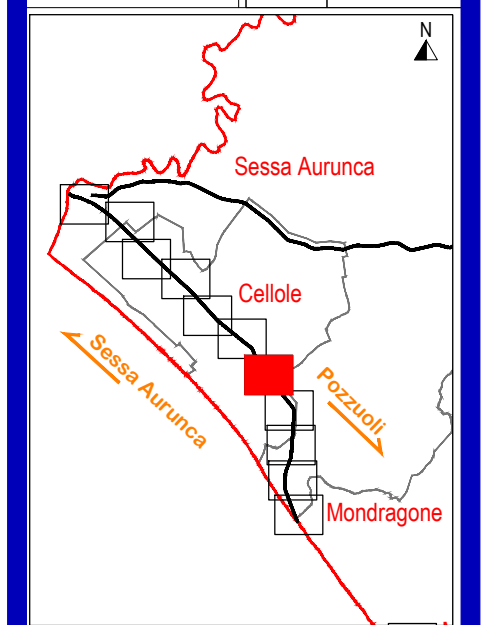 N
Sessa Aurunca
Cellole
Sessa Aurunca
Pozzuoli
Mondragone